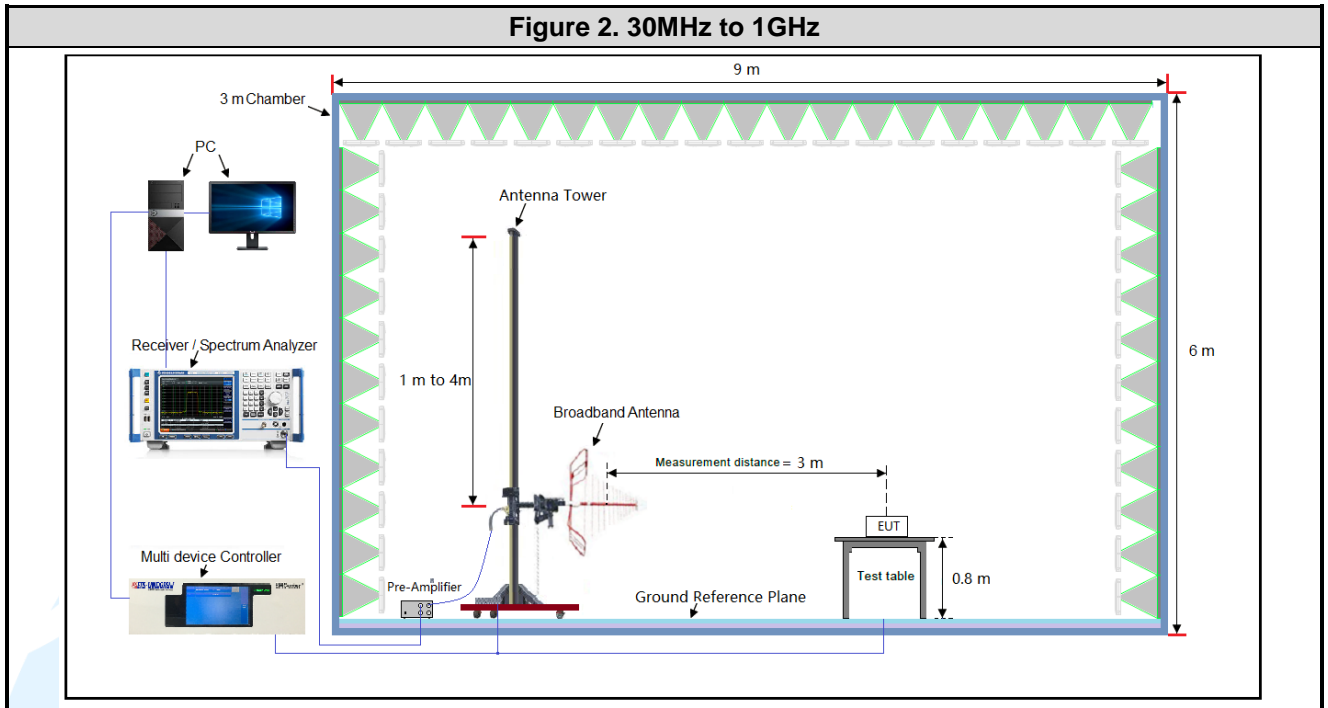 Figure 2. 30MHz to 1GHz
9 m
3 m Chamber
PC
Antenna Tower
Receiver / Spectrum Analyzer
1 m to 4m
6 m
Broadband Antenna
Measurement distance = 3 m
EUT
Multi device Controller
Pre-Amplifier
Test table
0.8 m
Ground Reference Plane